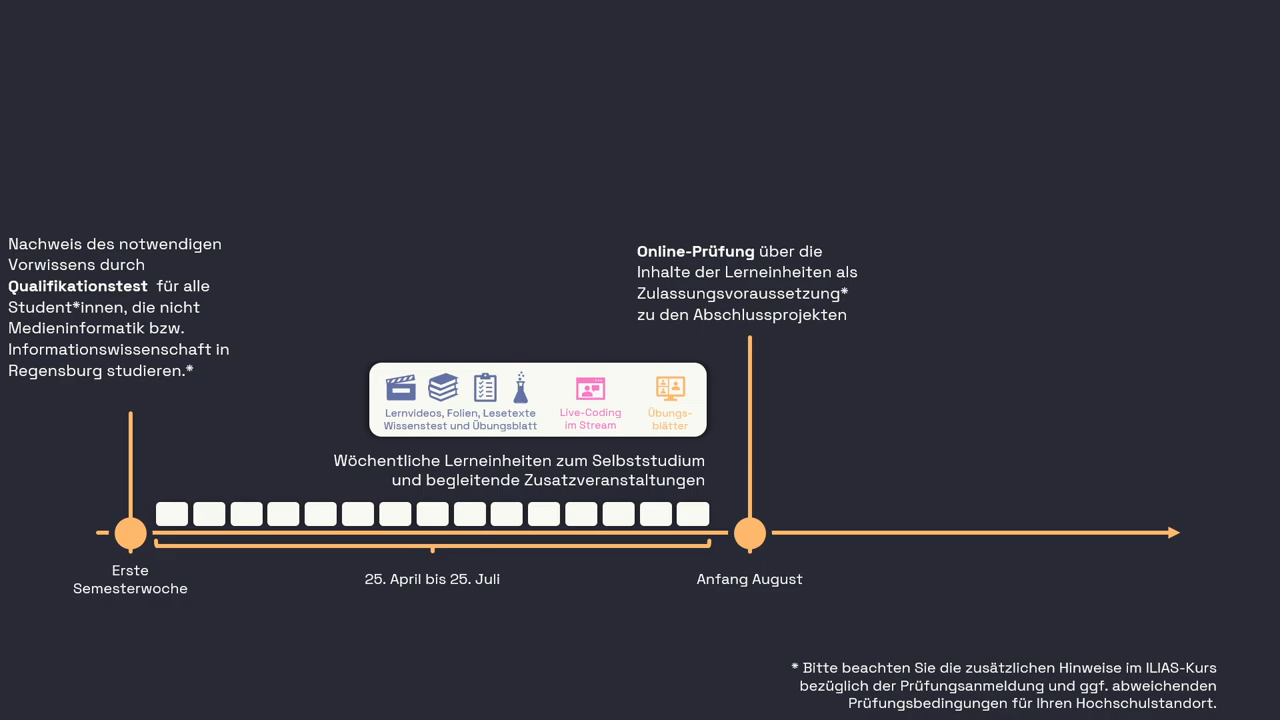 Nachweis des notwendigen
Vorwissens durch
Qualifikationstest für alle
Student*innen, die nicht
Medieninformatik bzw.
Informationswissenschaft in
Regensburg studieren.*
Online-Prüfung über die
Inhalte der Lerneinheiten als
Zulassungsvoraussetzung*
zu den Abschlussprojekten
Lernvideos, Folien, Lesetexte
Wissenstest und Übungsblatt
Live-Coding
im Stream
Übungs-
blätter
Wöchentliche Lerneinheiten zum Selbststudium
und begleitende Zusatzveranstaltungen
Erste
Semesterwoche
25. April bis 25. Juli
Anfang August
* Bitte beachten Sie die zusätzlichen Hinweise im ILIAS-Kurs
bezüglich der Prüfungsanmeldung und ggf. abweichenden
Prüfungsbedingungen für Ihren Hochschulstandort.